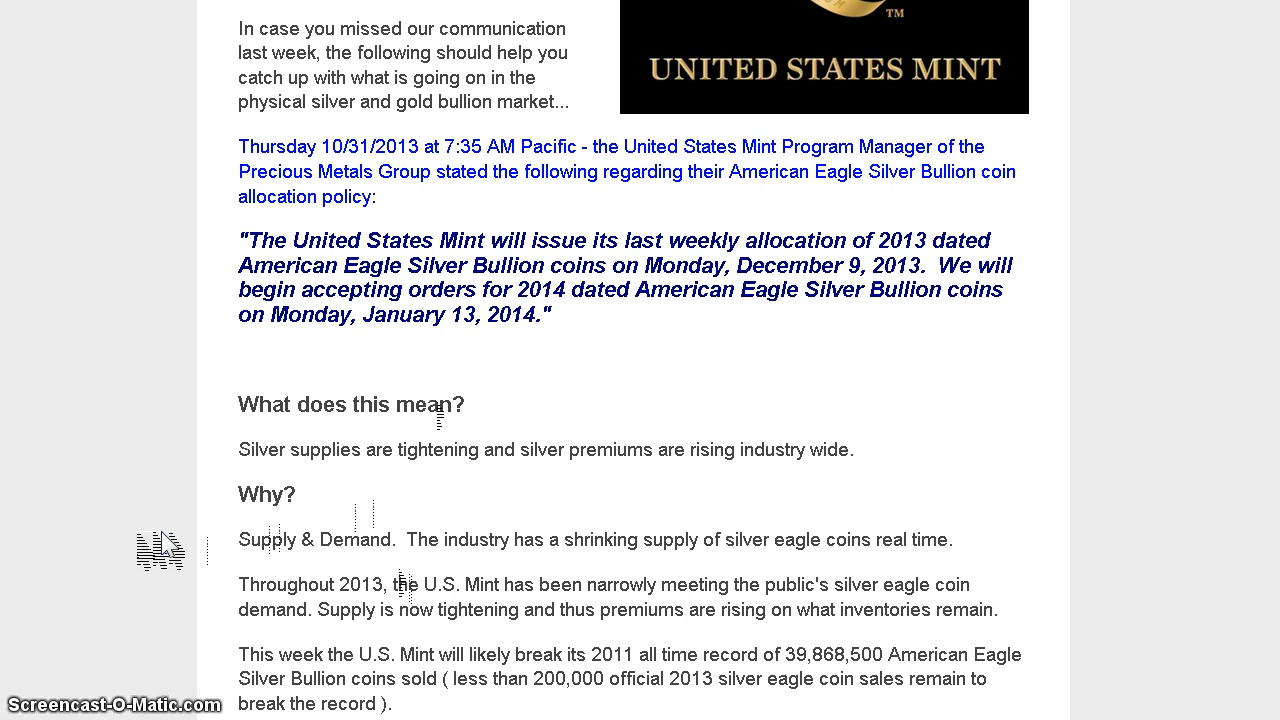 In case you missed our communication
last week, the following should help you
catch up with what is going on in the
physical silver and gold bullion market...
TM
UNITED STATES MINT
Thursday 10/31/2013 at 7:35 AM Pacific - the United States Mint Program Manager of the
Precious Metals Group stated the following regarding their American Eagle Silver Bullion coin
allocation policy:
"The United States Mint will issue its last weekly allocation of 2013 dated
American Eagle Silver Bullion coins on Monday, December 9, 2013.  We will
begin accepting orders for 2014 dated American Eagle Silver Bullion coins
on Monday, January 13, 2014."
What does this mean?
Silver supplies are tightening and silver premiums are rising industry wide.
Why?
Supply & Demand.  The industry has a shrinking supply of silver eagle coins real time.
Throughout 2013, the U.S. Mint has been narrowly meeting the public's silver eagle coin
demand. Supply is now tightening and thus premiums are rising on what inventories remain.
This week the U.S. Mint will likely break its 2011 all time record of 39,868,500 American Eagle
Silver Bullion coins sold ( less than 200,000 official 2013 silver eagle coin sales remain to
break the record ).
Screencast-O-Matic.com